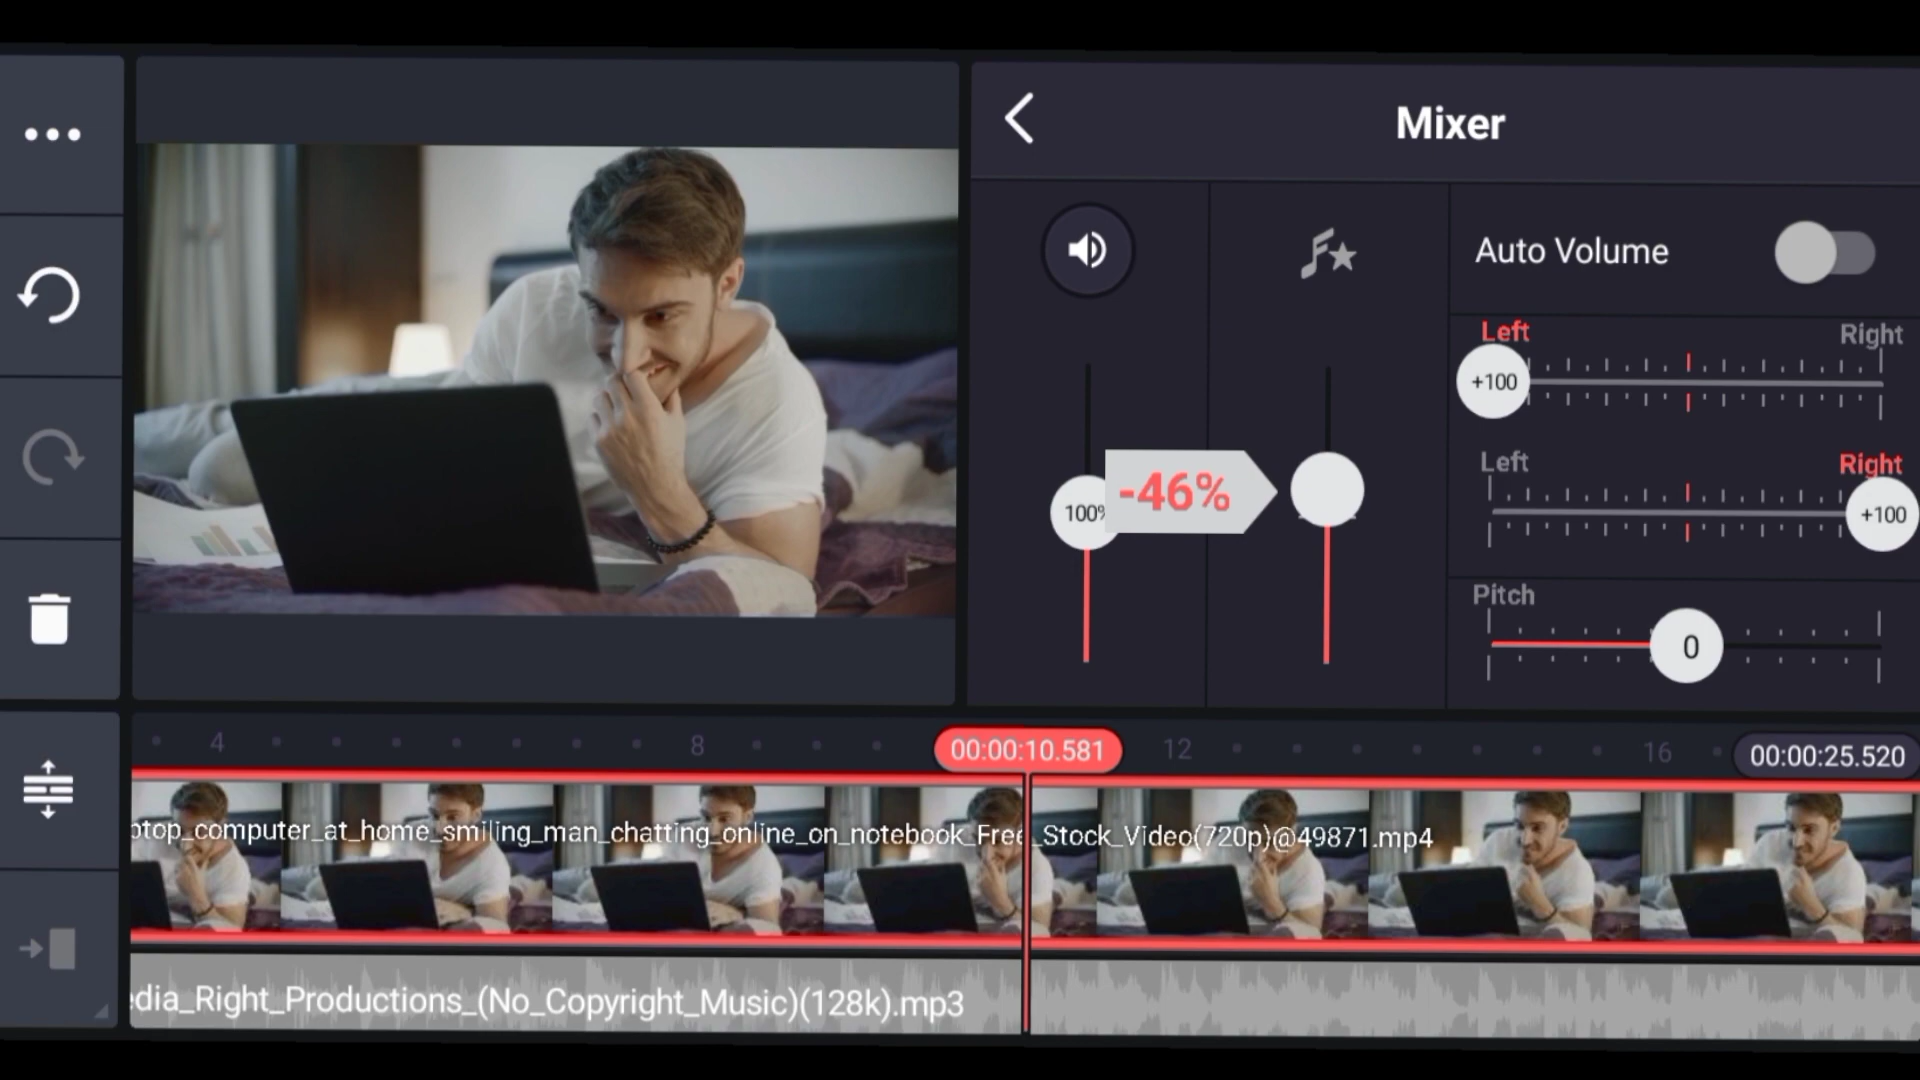 Mixer
Auto Volume
Left
Right
+100
Left
Right
+100
100%
-46%
Pitch
0
4
8
00:00:10.581
12
16
00:00:25.520
ptop_computer_at_home_smiling_man_chatting_online_on_notebook_Free_Stock_Video(720p)@49871.mp4
edia_Right_Productions_(No_Copyright_Music)(128k).mp3